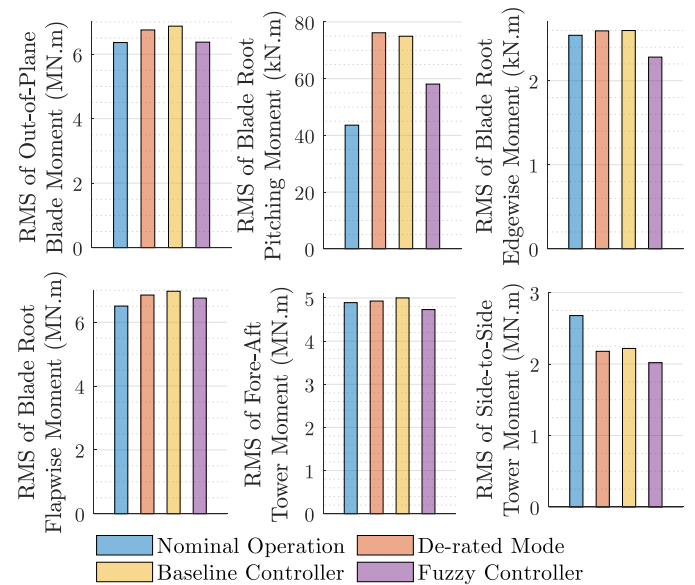 RMS of Out-of-Plane
Blade Moment (MN.m)
6
4
2
0
RMS of Blade Root
Pitching Moment (kN.m)
80
60
40
20
0
RMS of Blade Root
Edgewise Moment (kN.m)
2
1
0
RMS of Blade Root
Flapwise Moment (MN.m)
6
4
2
0
RMS of Fore-Aft
Tower Moment (MN.m)
5
4
3
2
1
0
RMS of Side-to-Side
Tower Moment (MN.m)
3
2
1
0
Nominal Operation
De-rated Mode
Baseline Controller
Fuzzy Controller